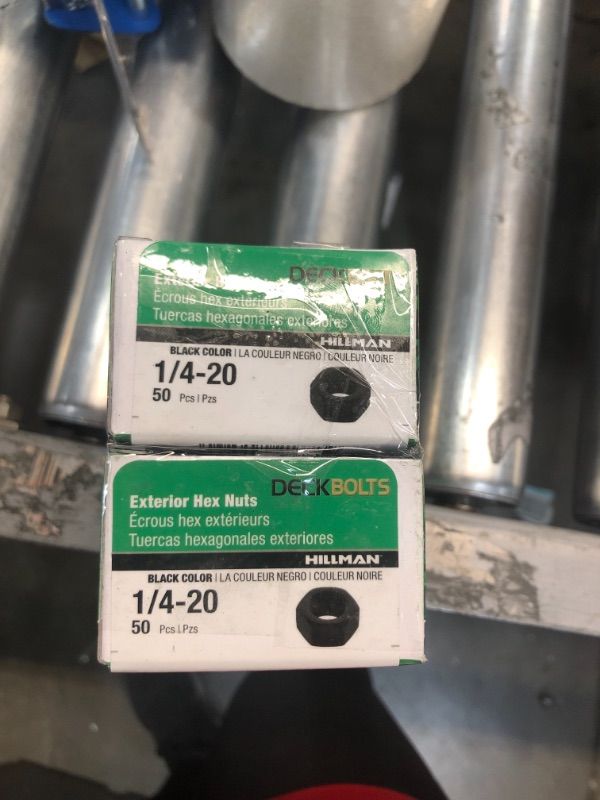 DECK
Écrous hex extérieurs
Tuercas hexagonales exteriores
HILLMAN
BLACK COLOR | LA COULEUR NEGRO | COULEUR NOIRE
1/4-20
50 Pcs | Pzs
DECKBOLTS
Exterior Hex Nuts
Écrous hex extérieurs
Tuercas hexagonales exteriores
HILLMAN
BLACK COLOR | LA COULEUR NEGRO | COULEUR NOIRE
1/4-20
50 Pcs | Pzs